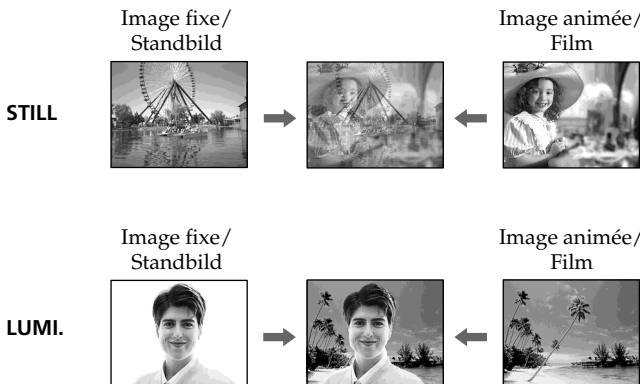 Image fixe/
Standbild
Image animée/
Film
STILL
Image fixe/
Standbild
Image animée/
Film
LUMI.